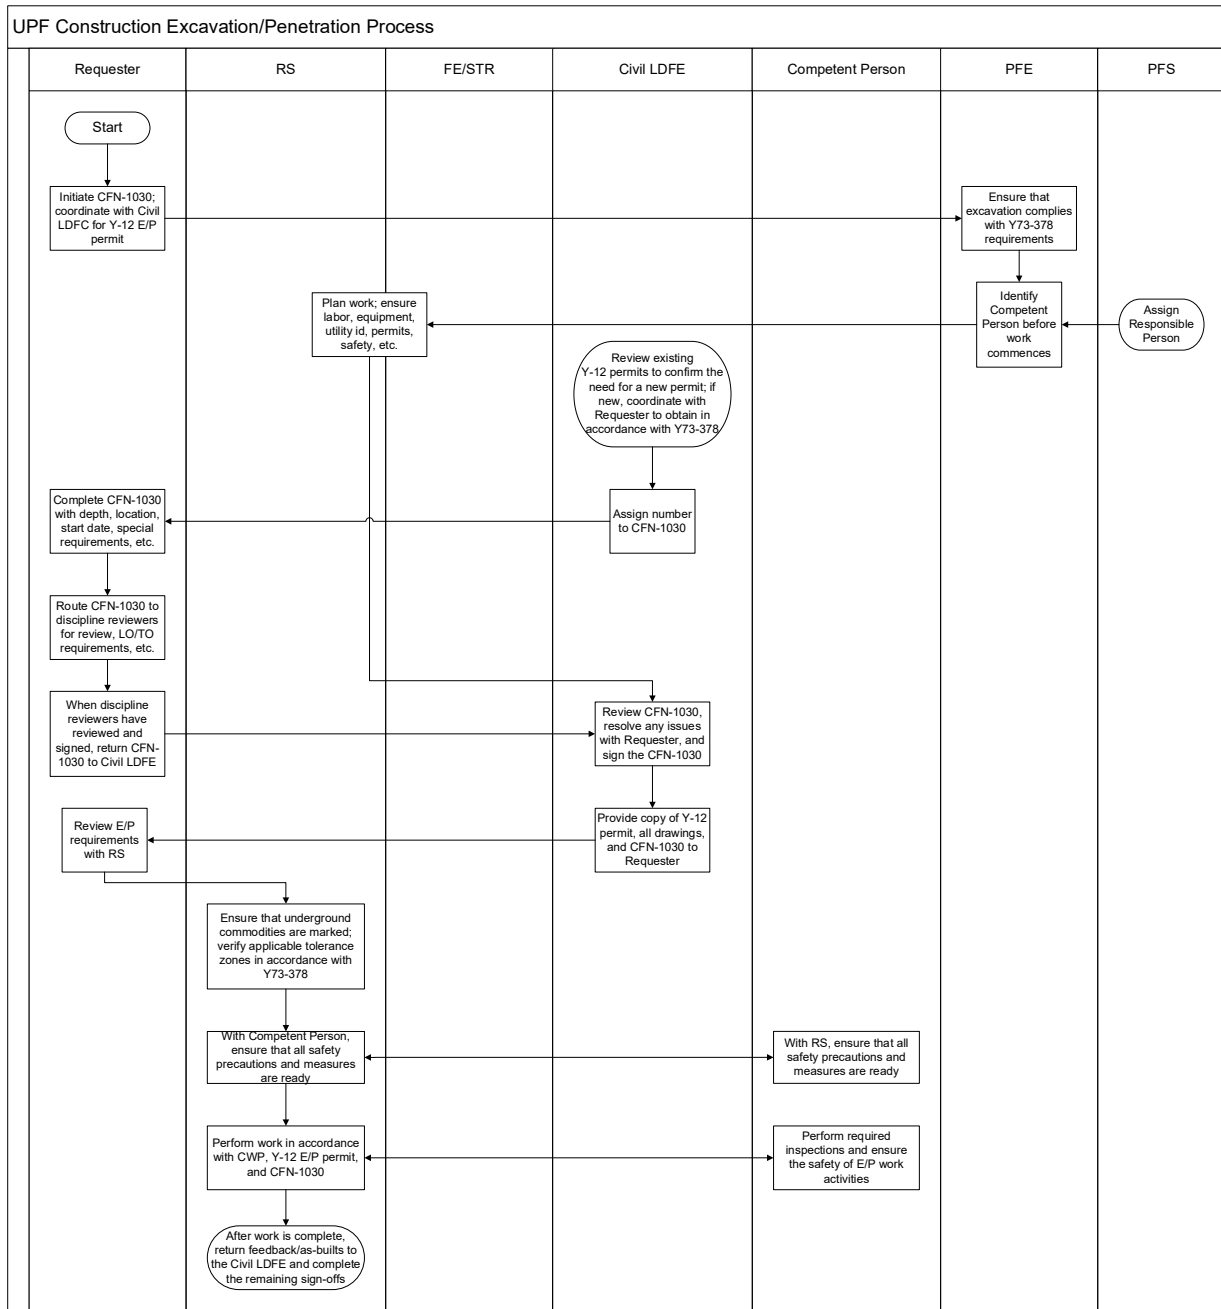 UPF Construction Excavation/Penetration Process
Requester
RS
FE/STR
Civil LDFE
Competent Person
PFE
PFS
Start
Initiate CFN-1030;
coordinate with Civil
LDFC for Y-12 E/P
permit
Ensure that
excavation complies
with Y73-378
requirements
Plan work; ensure
labor, equipment,
utility id, permits,
safety, etc.
Identify
Competent
Person before
work
commences
Assign
Responsible
Person
Review existing
Y-12 permits to confirm the
need for a new permit; if
new, coordinate with
Requester to obtain in
accordance with Y73-378
Complete CFN-1030
with depth, location,
start date, special
requirements, etc.
Assign number
to CFN-1030
Route CFN-1030 to
discipline reviewers
for review, LO/TO
requirements, etc.
When discipline
reviewers have
reviewed and
signed, return CFN-
1030 to Civil LDFE
Review CFN-1030,
resolve any issues
with Requester, and
sign the CFN-1030
Review E/P
requirements
with RS
Provide copy of Y-12
permit, all drawings,
and CFN-1030 to
Requester
Ensure that underground
commodities are marked;
verify applicable tolerance
zones in accordance with
Y73-378
With Competent Person,
ensure that all safety
precautions and measures
are ready
With RS, ensure that all
safety precautions and
measures are ready
Perform work in accordance
with CWP, Y-12 E/P permit,
and CFN-1030
Perform required
inspections and ensure
the safety of E/P work
activities
After work is complete,
return feedback/as-builts to
the Civil LDFE and complete
the remaining sign-offs